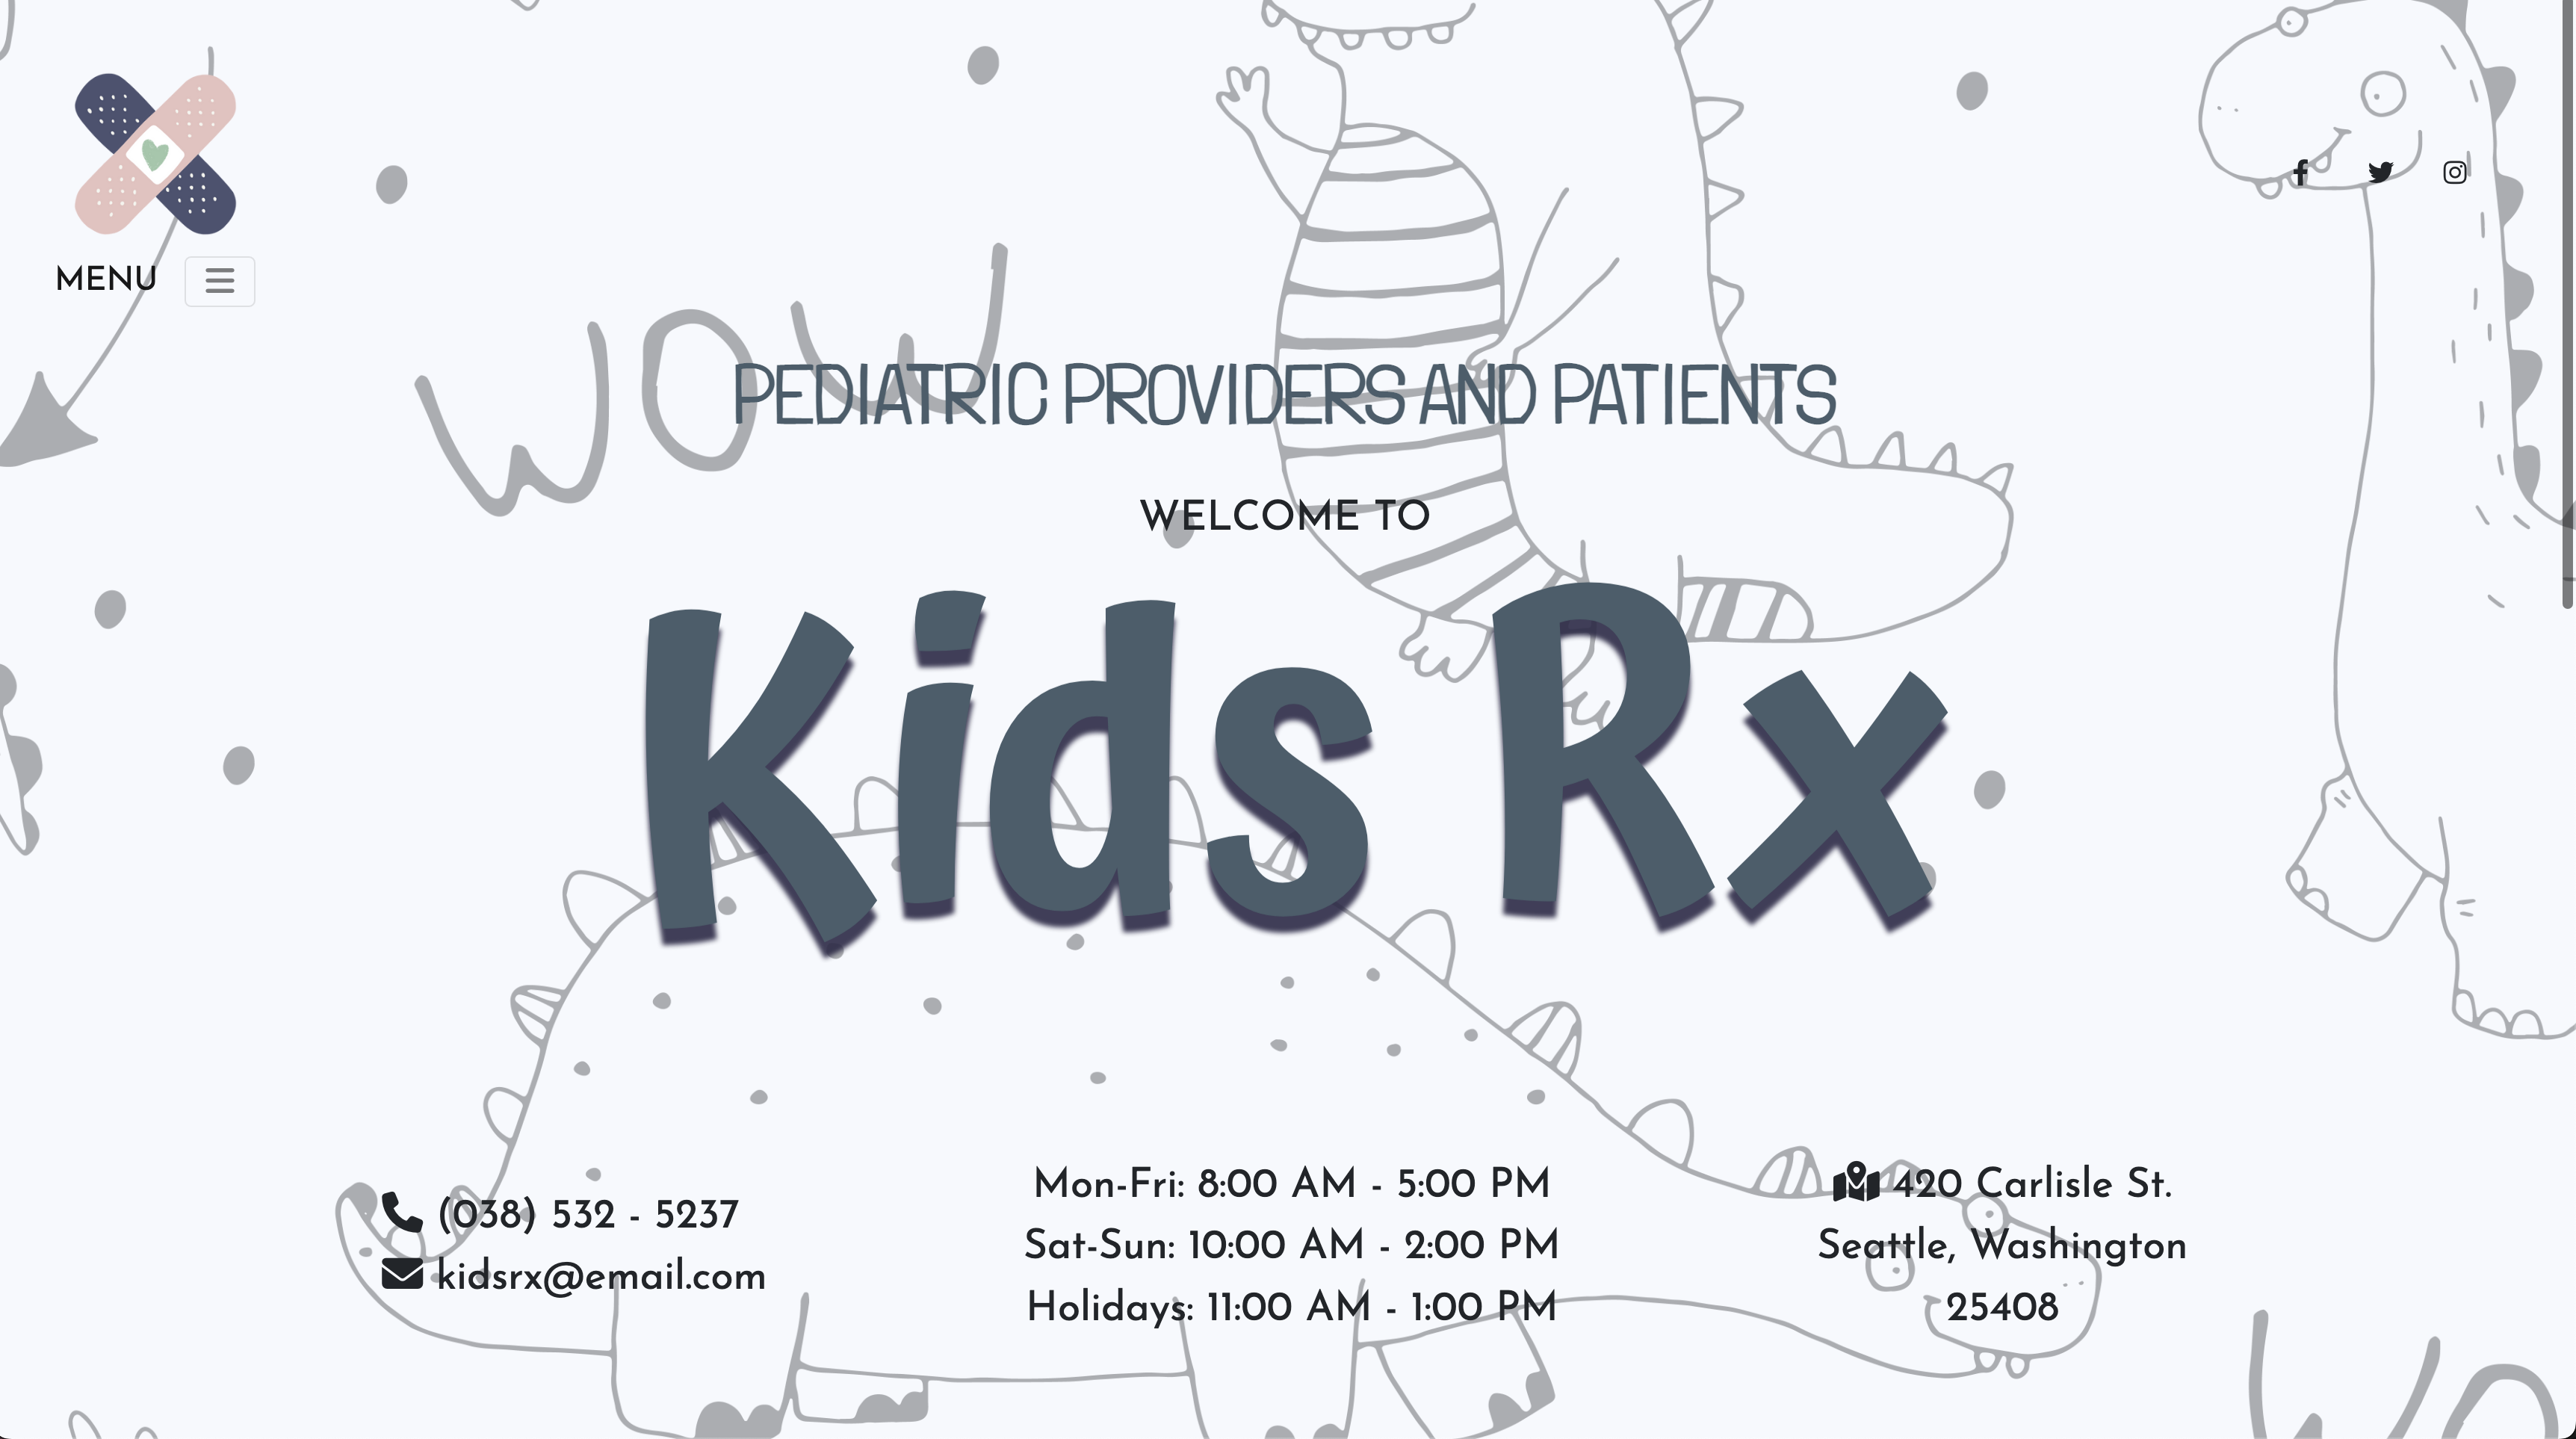 MENU
WOW
PEDIATRIC PROVIDERS AND PATIENTS
WELCOME TO
Kids Rx
(038) 532 - 5237
kidsrx@email.com
Mon-Fri: 8:00 AM - 5:00 PM
Sat-Sun: 10:00 AM - 2:00 PM
Holidays: 11:00 AM - 1:00 PM
420 Carlisle St.
Seattle, Washington
25408